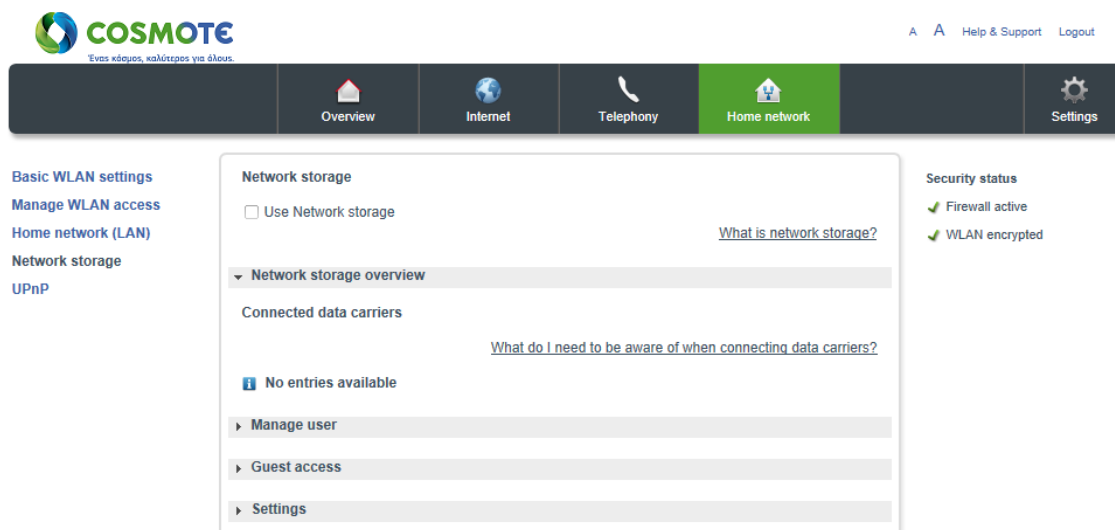 COSMOTE
Ένας κόσμος, καλύτερος για όλους.
A A Help & Support Logout
Overview Internet Telephony Home network Settings
Basic WLAN settings
Manage WLAN access
Home network (LAN)
Network storage
UPnP
Network storage
Use Network storage
What is network storage?
Network storage overview
Connected data carriers
What do I need to be aware of when connecting data carriers?
No entries available
Manage user
Guest access
Settings
Security status
Firewall active
WLAN encrypted